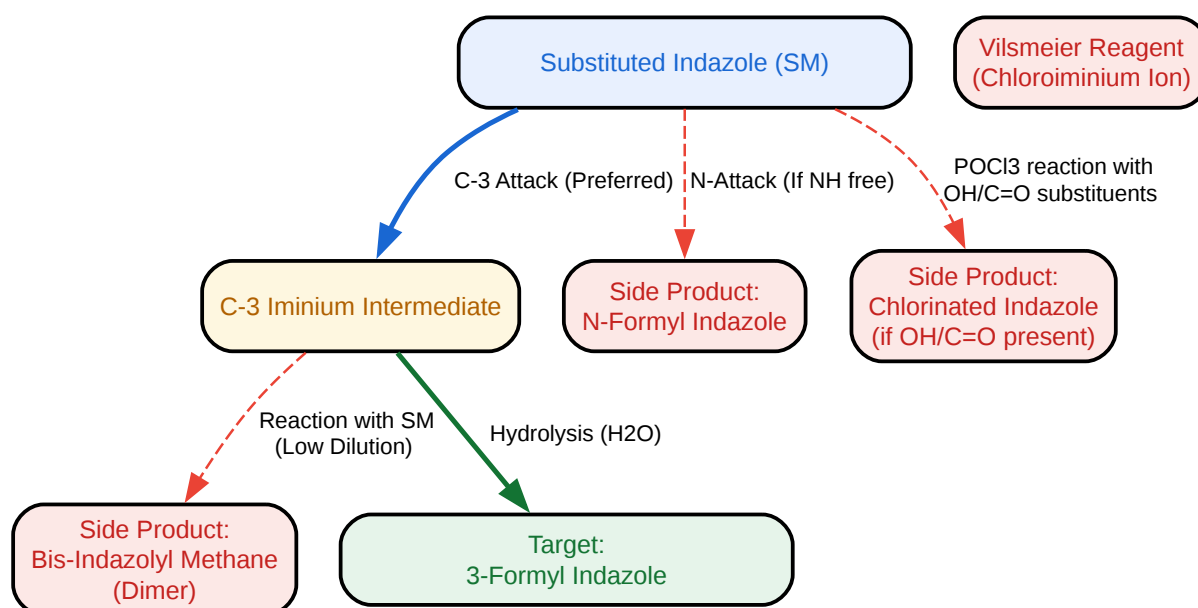 Substituted Indazole (SM)
Vilsmeier Reagent
(Chloroiminium Ion)
C-3 Attack (Preferred)
N-Attack (If NH free)
POCl3 reaction with
OH/C=O substituents
C-3 Iminium Intermediate
Side Product:
N-Formyl Indazole
Side Product:
Chlorinated Indazole
(if OH/C=O present)
Reaction with SM
(Low Dilution)
Hydrolysis (H2O)
Side Product:
Bis-Indazolyl Methane
(Dimer)
Target:
3-Formyl Indazole